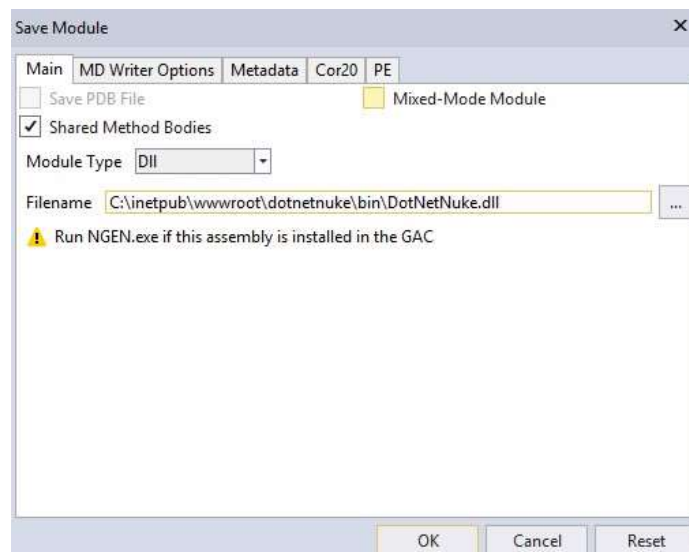 Save Module
Main MD Writer Options Metadata Cor20 PE
Save PDB File Mixed-Mode Module
Shared Method Bodies
Module Type Dll
Filename C:\inetpub\wwwroot\dotnetnuke\bin\DotNetNuke.dll ...
Run NGEN.exe if this assembly is installed in the GAC
OK Cancel Reset